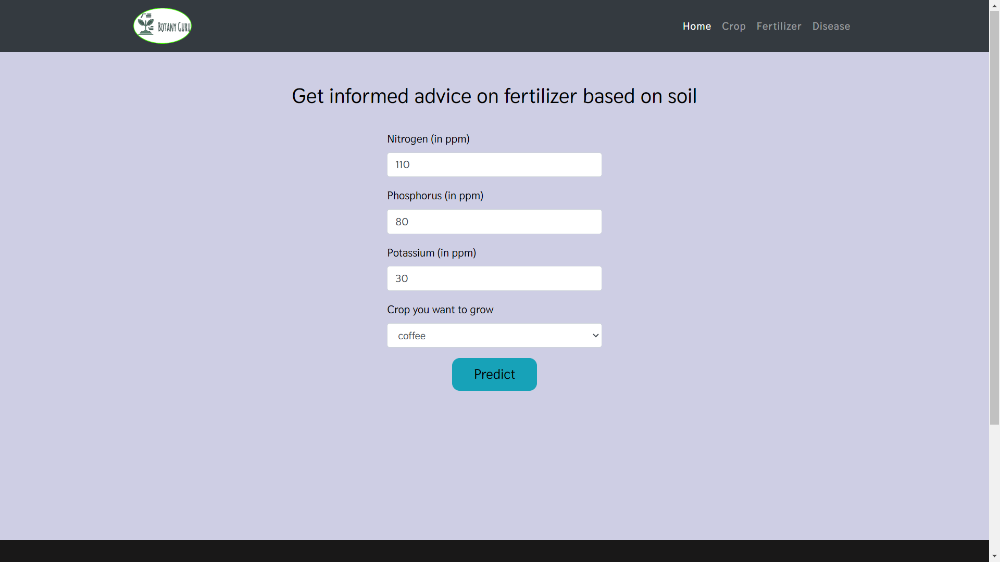 Botany Guru
Home Crop Fertilizer Disease
Get informed advice on fertilizer based on soil
Nitrogen (in ppm)
110
Phosphorus (in ppm)
80
Potassium (in ppm)
30
Crop you want to grow
coffee
Predict